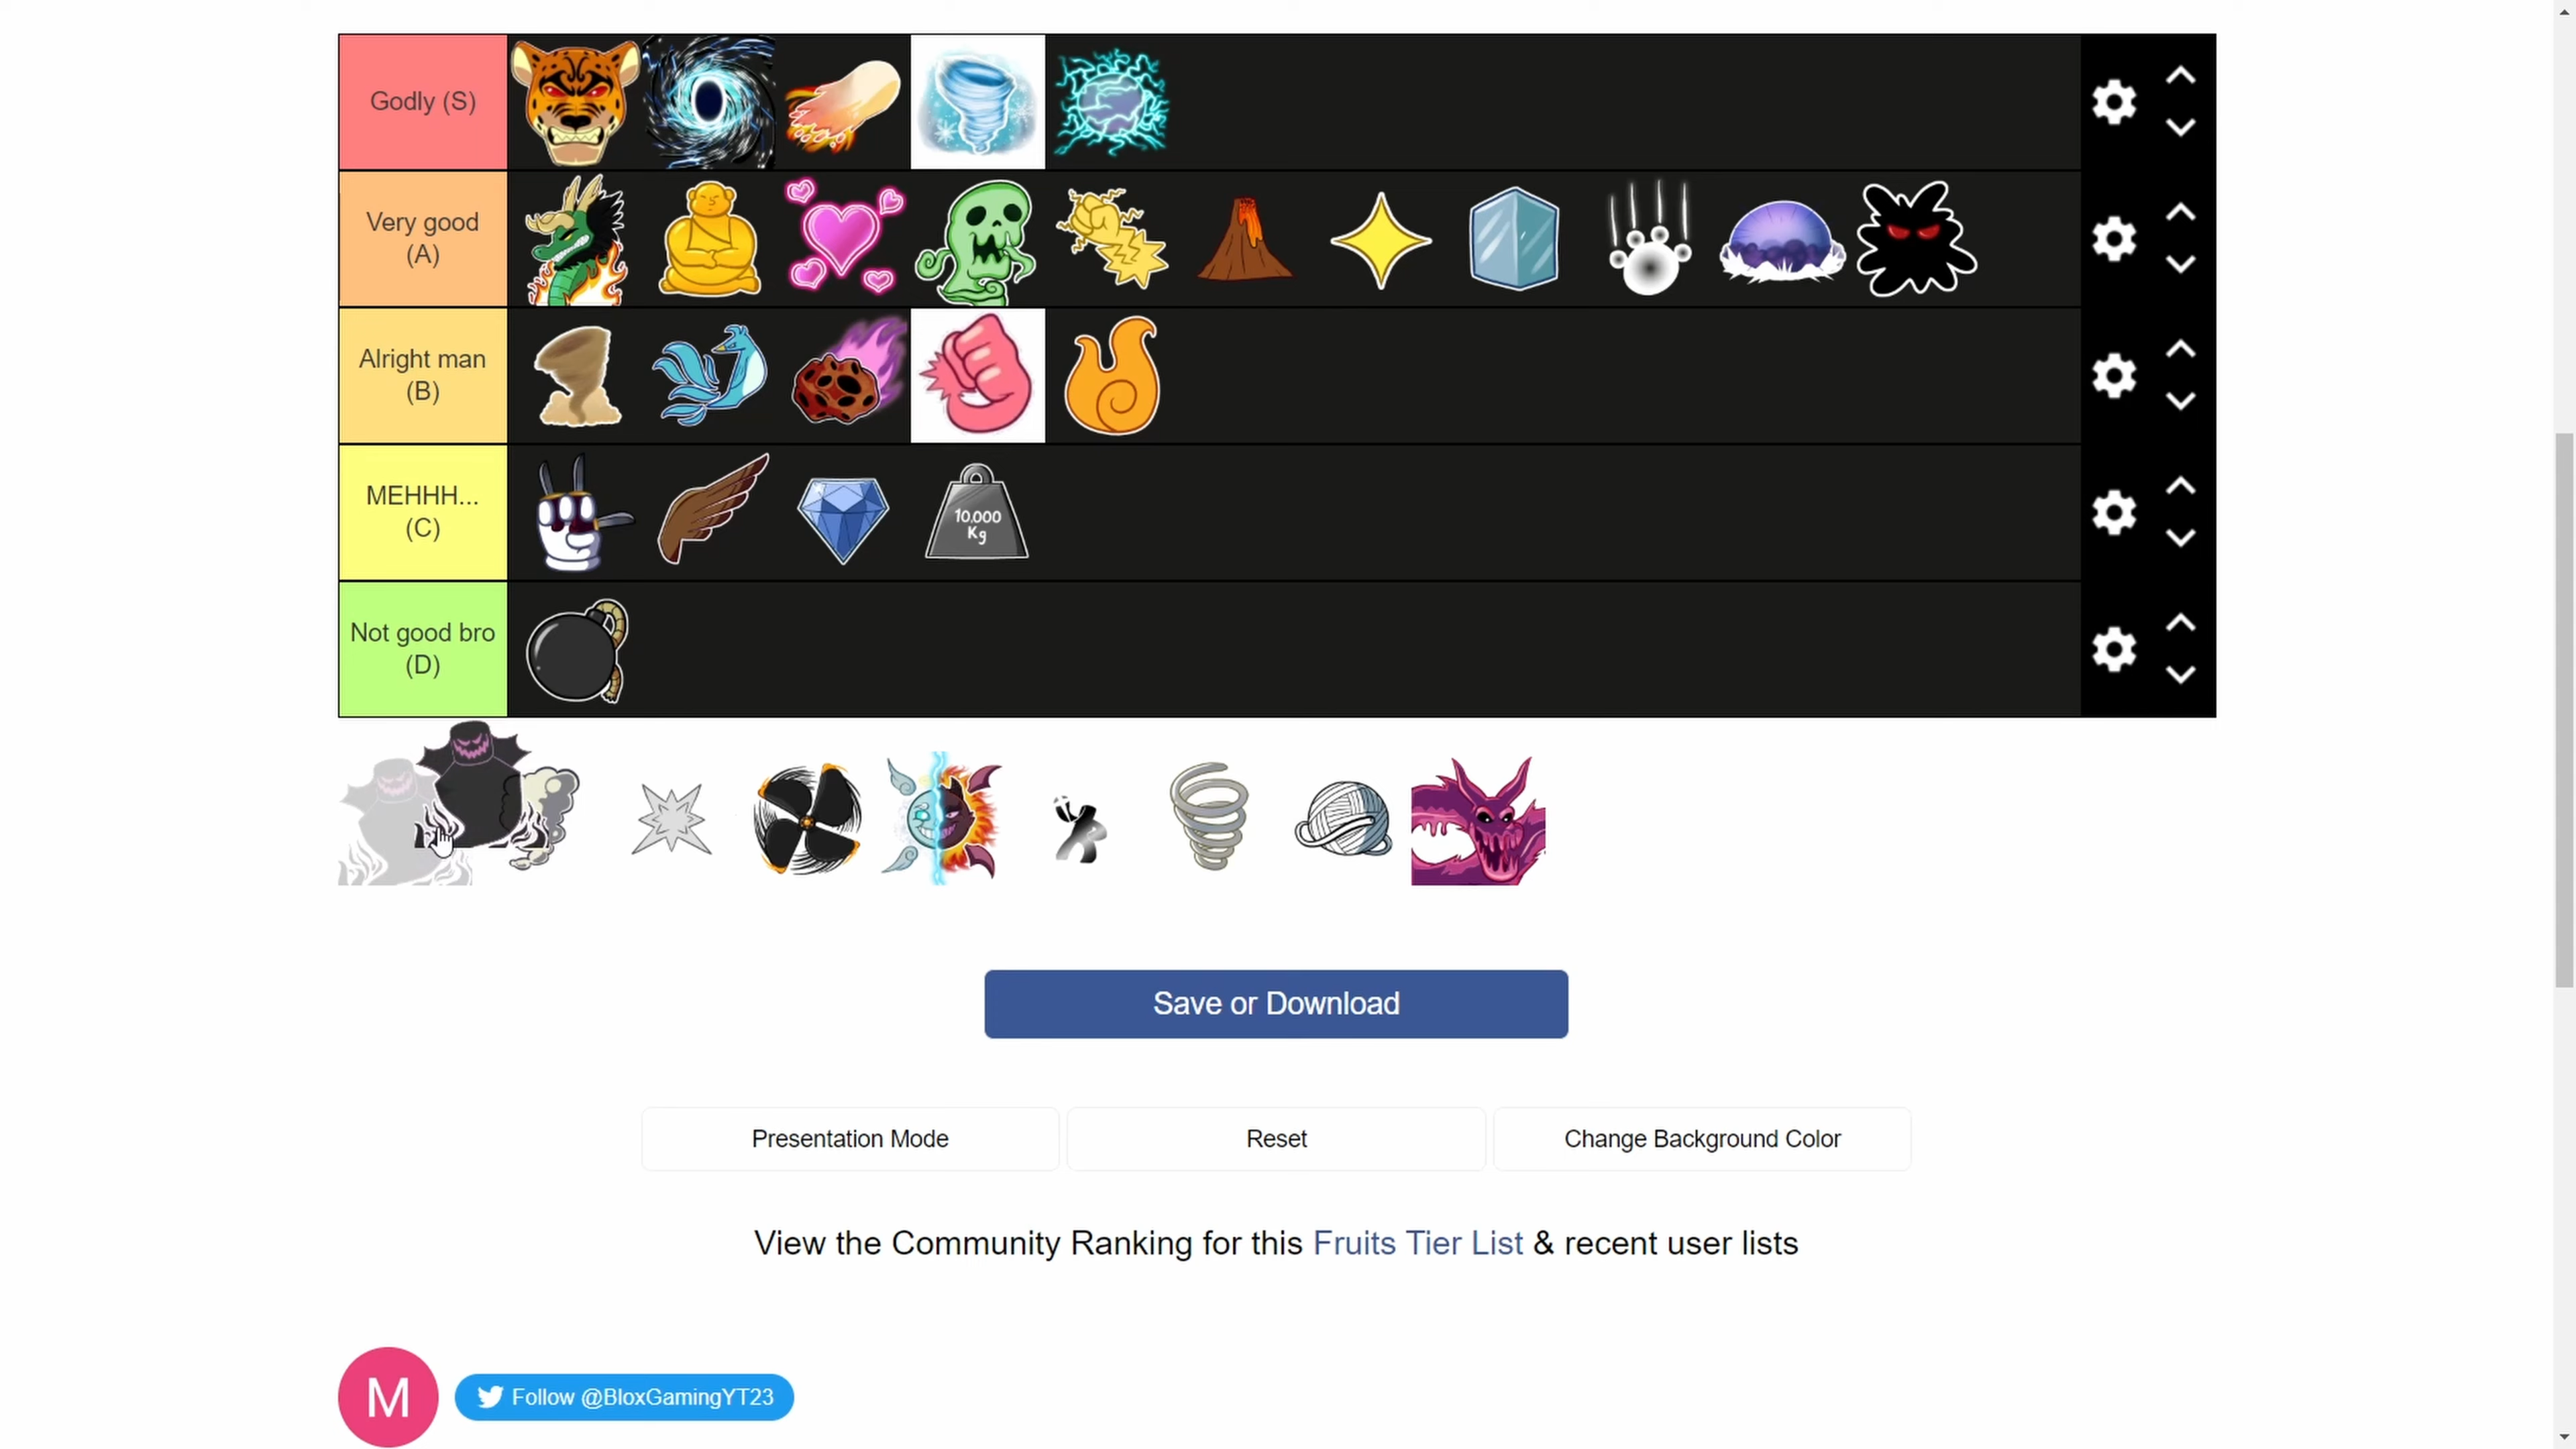 Godly (S)
Very good
(A)
Alright man
(B)
MEHHH...
(C)
10.000
Kg
Not good bro
(D)
Save or Download
Presentation Mode
Reset
Change Background Color
View the Community Ranking for this Fruits Tier List & recent user lists
M
Follow @BloxGamingYT23